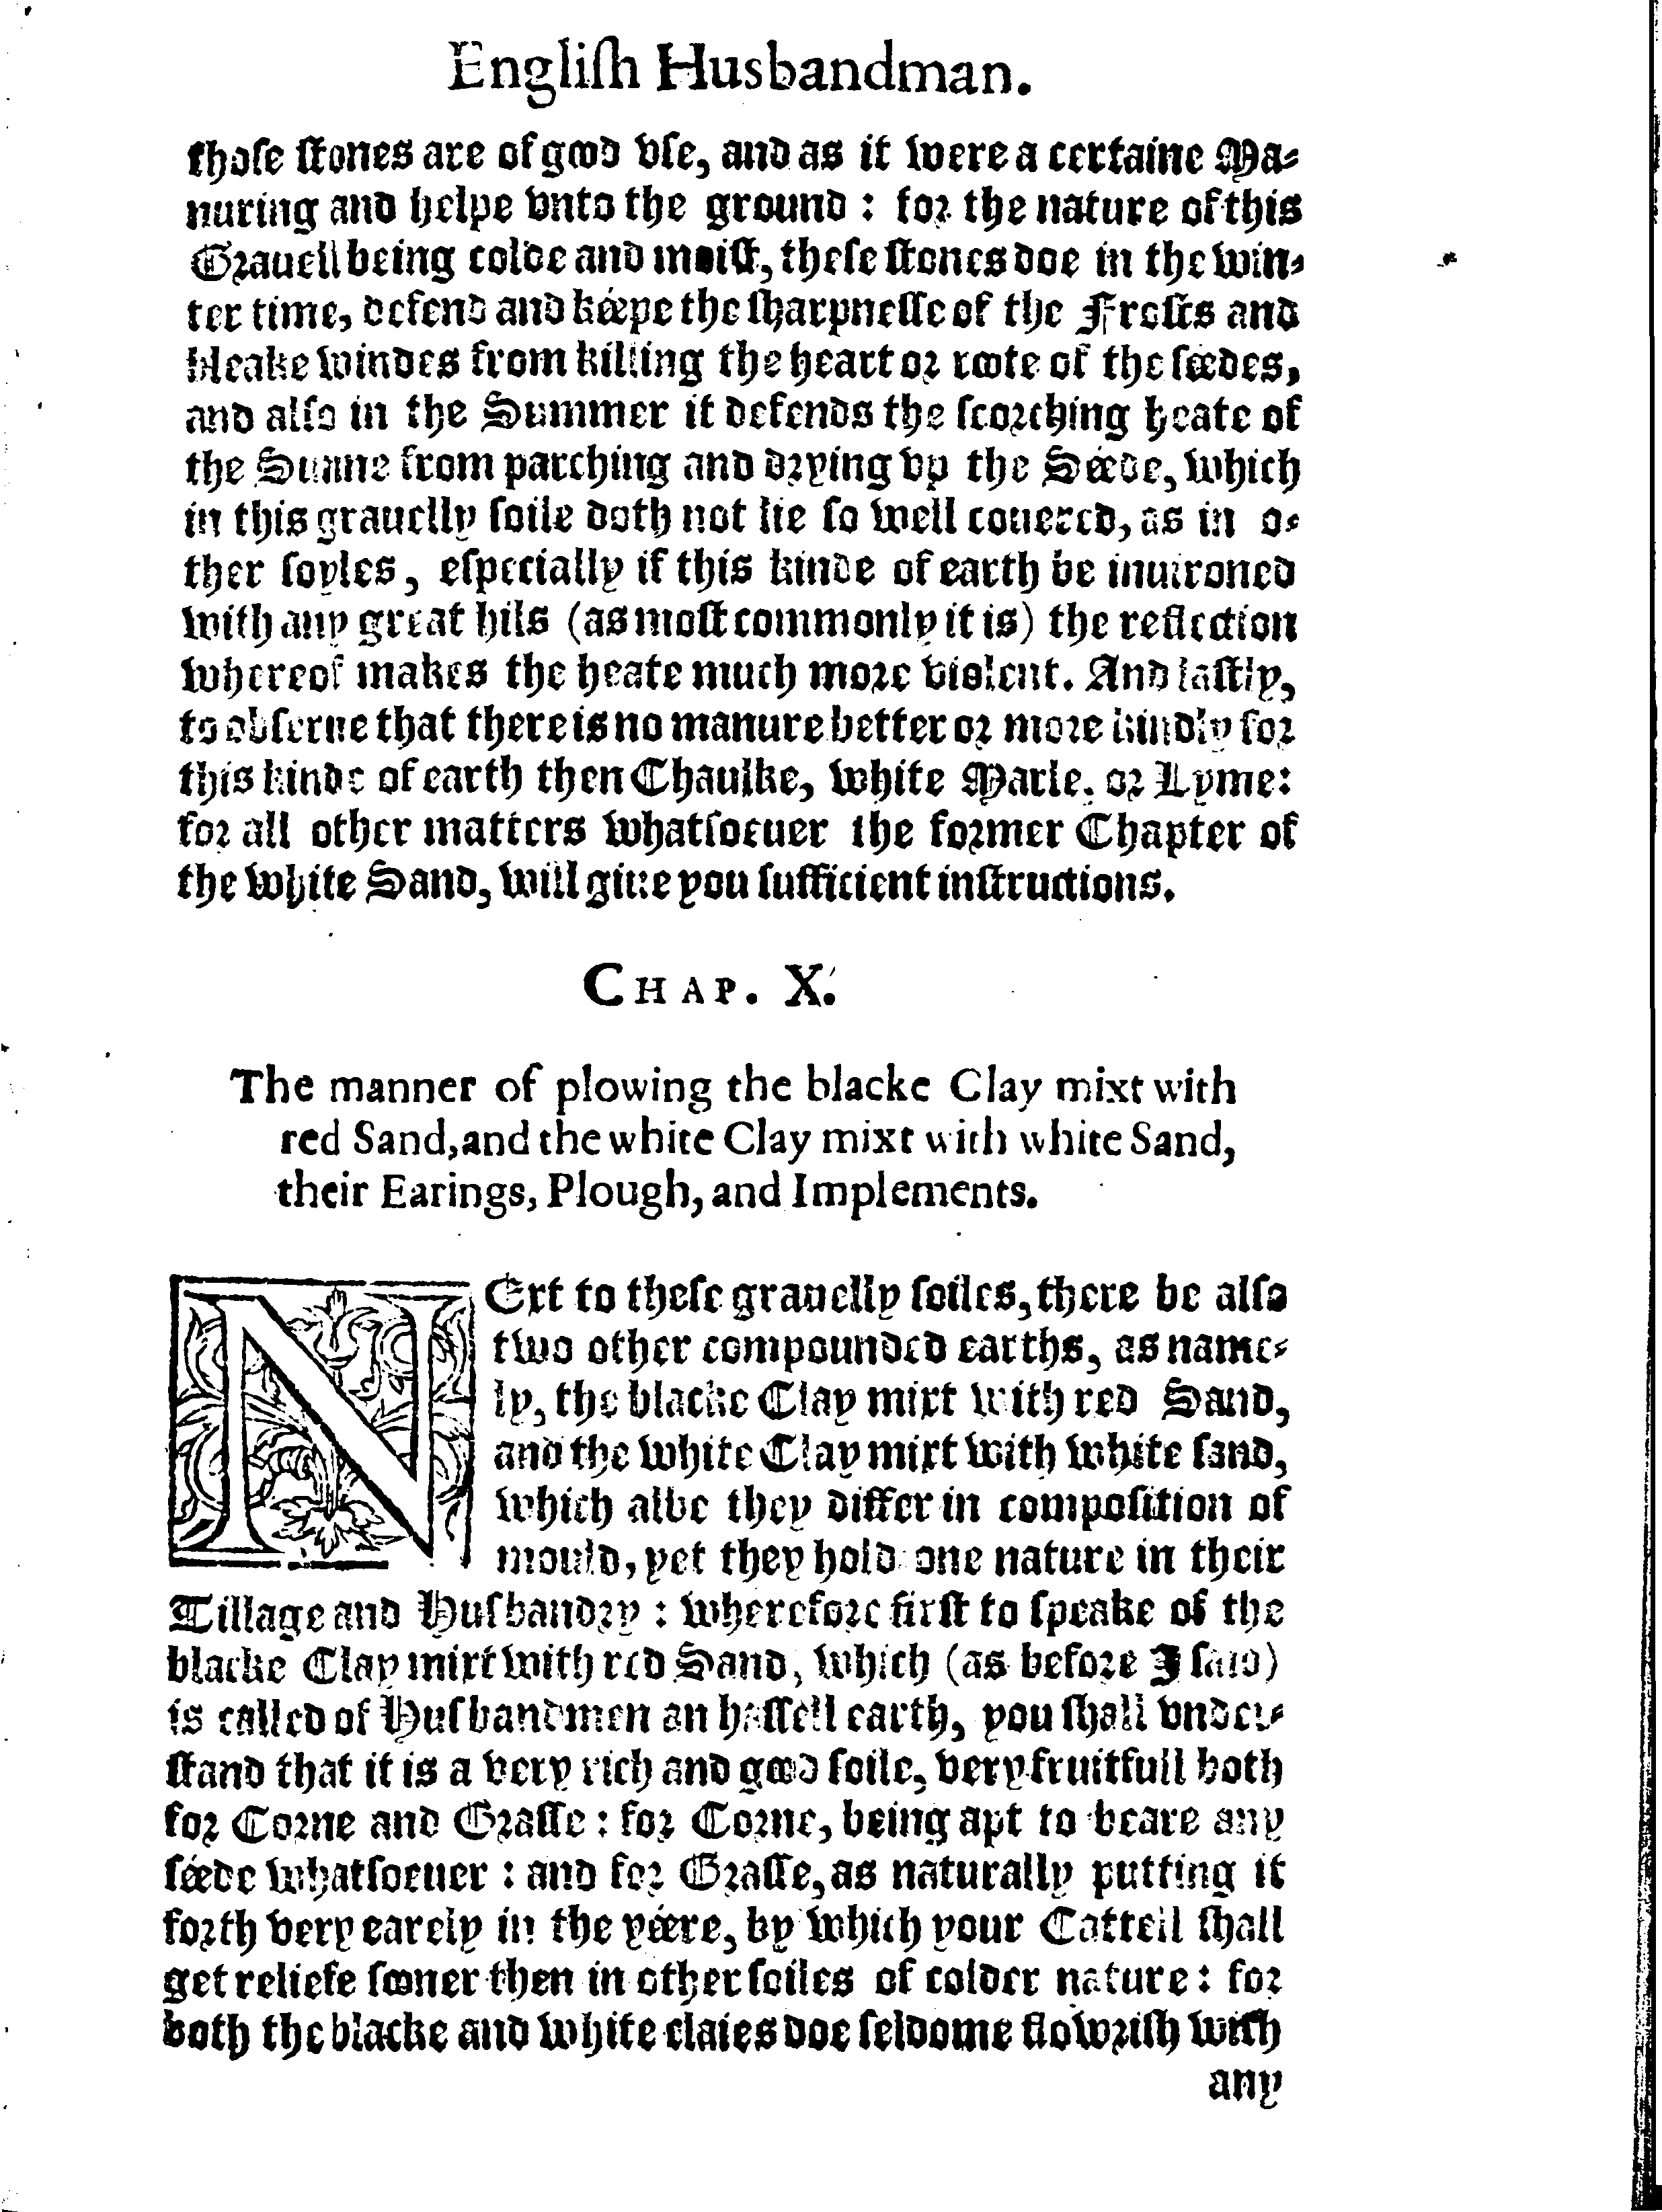 Engliſh Husbandman.
thoſe ſtones are of good vſe, and as it were a certaine Ma-
nuring and helpe vnto the ground : for the nature of this
Grauell being colde and moiſt, theſe ſtones doe in the win-
ter time, defend and kéepe the ſharpneſſe of the Froſts and
bleake windes from killing the heart or roote of the ſéedes,
and alſo in the Summer it defends the ſcorching heate of
the Sunne from parching and drying vp the Séede, which
in this grauelly ſoile doth not lie ſo well couered, as in o-
ther ſoyles, eſpecially if this kinde of earth be inuironed
with any great hils (as moſt commonly it is) the reflection
whereof makes the heate much more violent. And laſtly,
to obſerue that there is no manure better or more kindly for
this kinde of earth then Chaulke, white Marle, or Lyme:
for all other matters whatſoeuer the former Chapter of
the white Sand, will giue you ſufficient inſtructions.
CHAP. X.
The manner of plowing the blacke Clay mixt with
red Sand, and the white Clay mixt with white Sand,
their Earings, Plough, and Implements.
NExt to theſe grauelly ſoiles, there be alſo
two other compounded earths, as name-
ly, the blacke Clay mixt with red Sand,
and the white Clay mixt with white ſand,
which albe they differ in compoſition of
mould, yet they hold one nature in their
Tillage and Huſbandry : wherefore firſt to ſpeake of the
blacke Clay mixt with red Sand, which (as before I ſaid)
is called of Huſbandmen an haſſell earth, you ſhall vnder-
ſtand that it is a very rich and good ſoile, very fruitfull both
for Corne and Graſſe : for Corne, being apt to beare any
ſéede whatſoeuer : and for Graſſe, as naturally putting it
forth very earely in the yéere, by which your Cattell ſhall
get reliefe ſooner then in other ſoiles of colder nature : for
both the blacke and white claies doe ſeldome flowriſh with
any